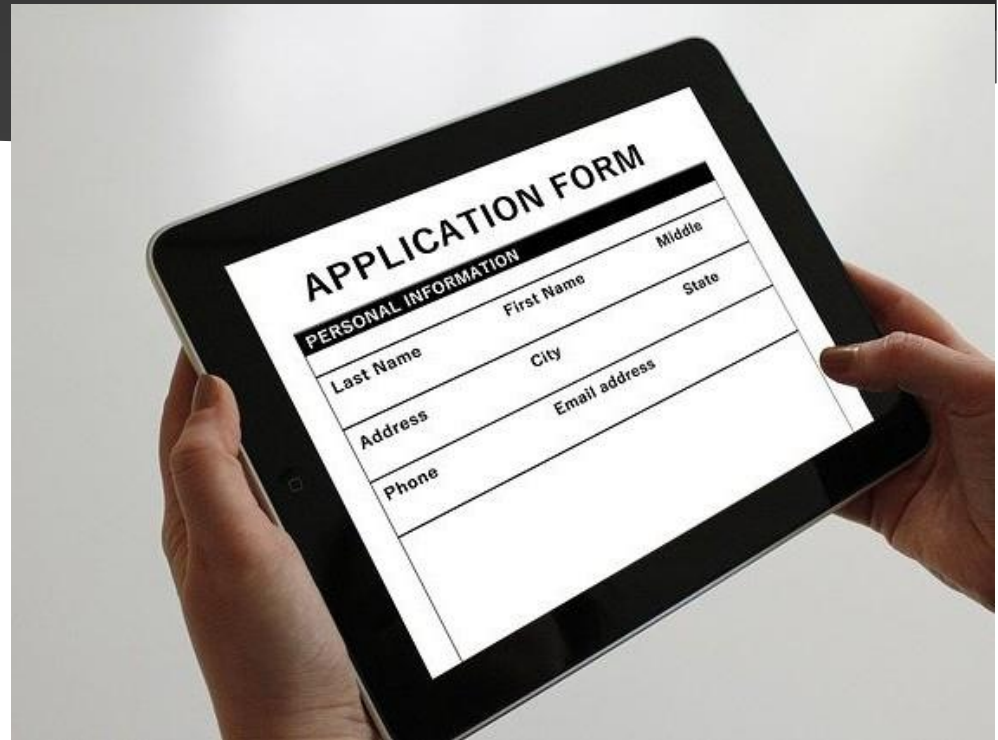 APPLICATION FORM
PERSONAL INFORMATION
Last Name First Name Middle
Address City State
Phone Email address